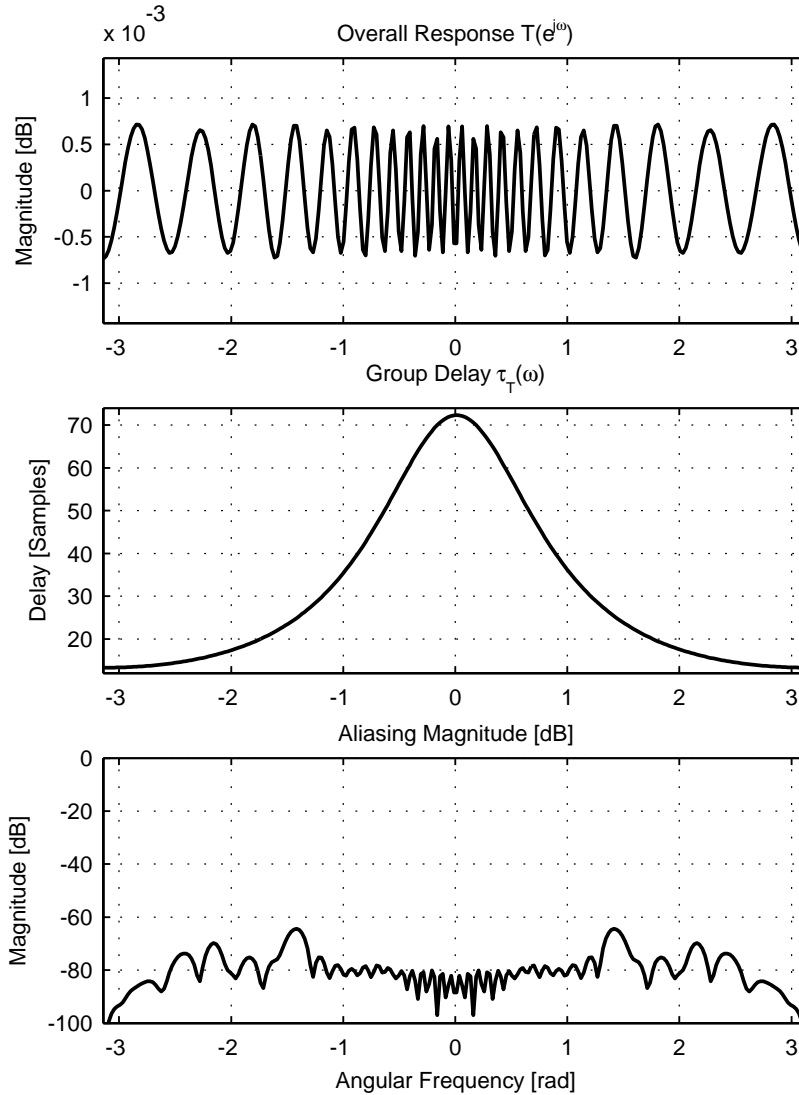 x 10^-3
Overall Response T(e^jω)
Magnitude [dB]
1
0.5
0
-0.5
-1
-3 -2 -1 0 1 2 3
Group Delay τ_T(ω)
Delay [Samples]
70
60
50
40
30
20
-3 -2 -1 0 1 2 3
Aliasing Magnitude [dB]
Magnitude [dB]
0
-20
-40
-60
-80
-100
-3 -2 -1 0 1 2 3
Angular Frequency [rad]